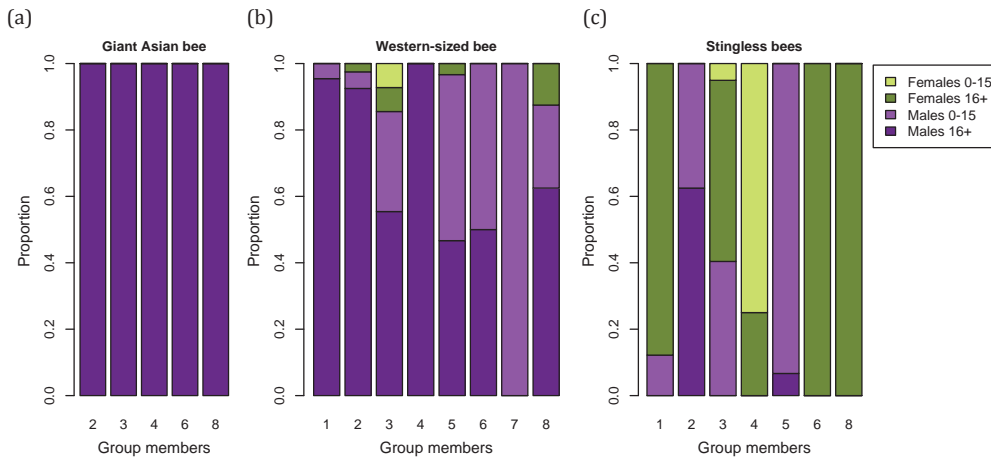 (a)
Giant Asian bee
Proportion
1.0
0.8
0.6
0.4
0.2
0.0
2 3 4 6 8
Group members
(b)
Western-sized bee
Proportion
1.0
0.8
0.6
0.4
0.2
0.0
1 2 3 4 5 6 7 8
Group members
(c)
Stingless bees
Proportion
1.0
0.8
0.6
0.4
0.2
0.0
1 2 3 4 5 6 8
Group members
Females 0-15
Females 16+
Males 0-15
Males 16+